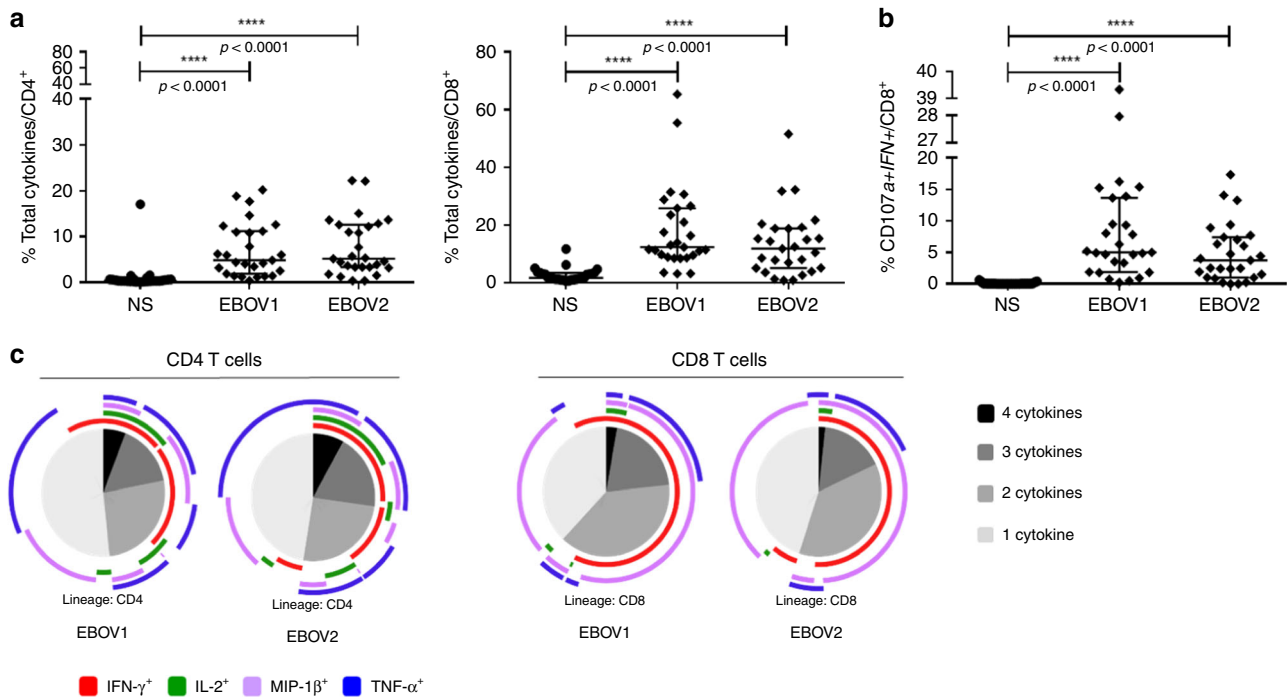 a
****
p < 0.0001
****
p < 0.0001
% Total cytokines/CD4+
80
60
40
40
30
20
10
0
NS
EBOV1
EBOV2
****
p < 0.0001
****
p < 0.0001
% Total cytokines/CD8+
80
60
40
20
0
NS
EBOV1
EBOV2
b
****
p < 0.0001
****
p < 0.0001
% CD107a+IFN+/CD8+
40
39
28
27
20
15
10
5
0
NS
EBOV1
EBOV2
c
CD4 T cells
CD8 T cells
Lineage: CD4
EBOV1
Lineage: CD4
EBOV2
Lineage: CD8
EBOV1
Lineage: CD8
EBOV2
4 cytokines
3 cytokines
2 cytokines
1 cytokine
IFN-γ+ IL-2+ MIP-1β+ TNF-α+